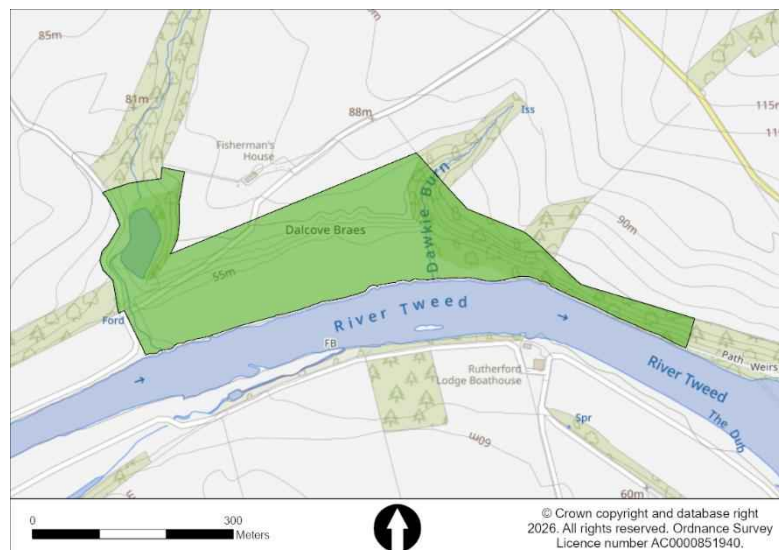 85m
81m
88m
Iss
115m
Fisherman's
House
Dawkie Burn
Dalcove Braes
90m
55m
Ford
River Tweed
FB
Rutherford
Lodge Boathouse
Path
Weirs
River Tweed
The Dub
60m
Spr
60m
0
300
Meters
© Crown copyright and database right
2026. All rights reserved. Ordnance Survey
Licence number AC0000851940.